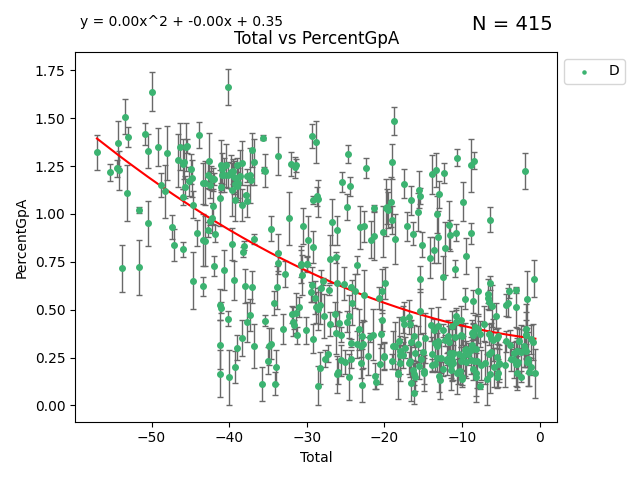 y = 0.00x^2 + -0.00x + 0.35
N = 415
Total vs PercentGpA
D
PercentGpA
1.75
1.50
1.25
1.00
0.75
0.50
0.25
0.00
−50 −40 −30 −20 −10 0
Total